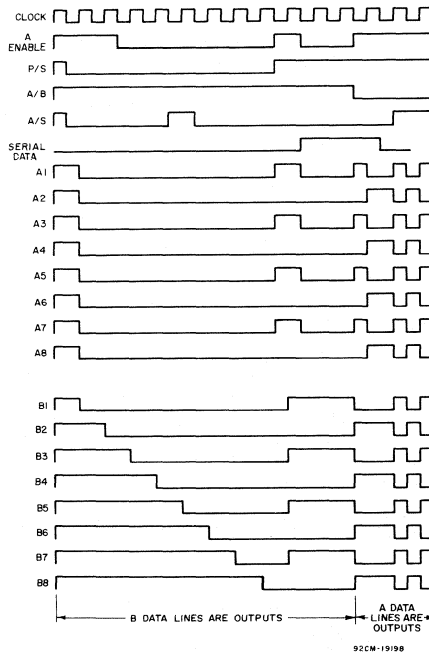 CLOCK
A
ENABLE
P/S
A/B
A/S
SERIAL
DATA
A1
A2
A3
A4
A5
A6
A7
A8
B1
B2
B3
B4
B5
B6
B7
B8
B DATA LINES ARE OUTPUTS
A DATA
LINES ARE
OUTPUTS
92CM-19198